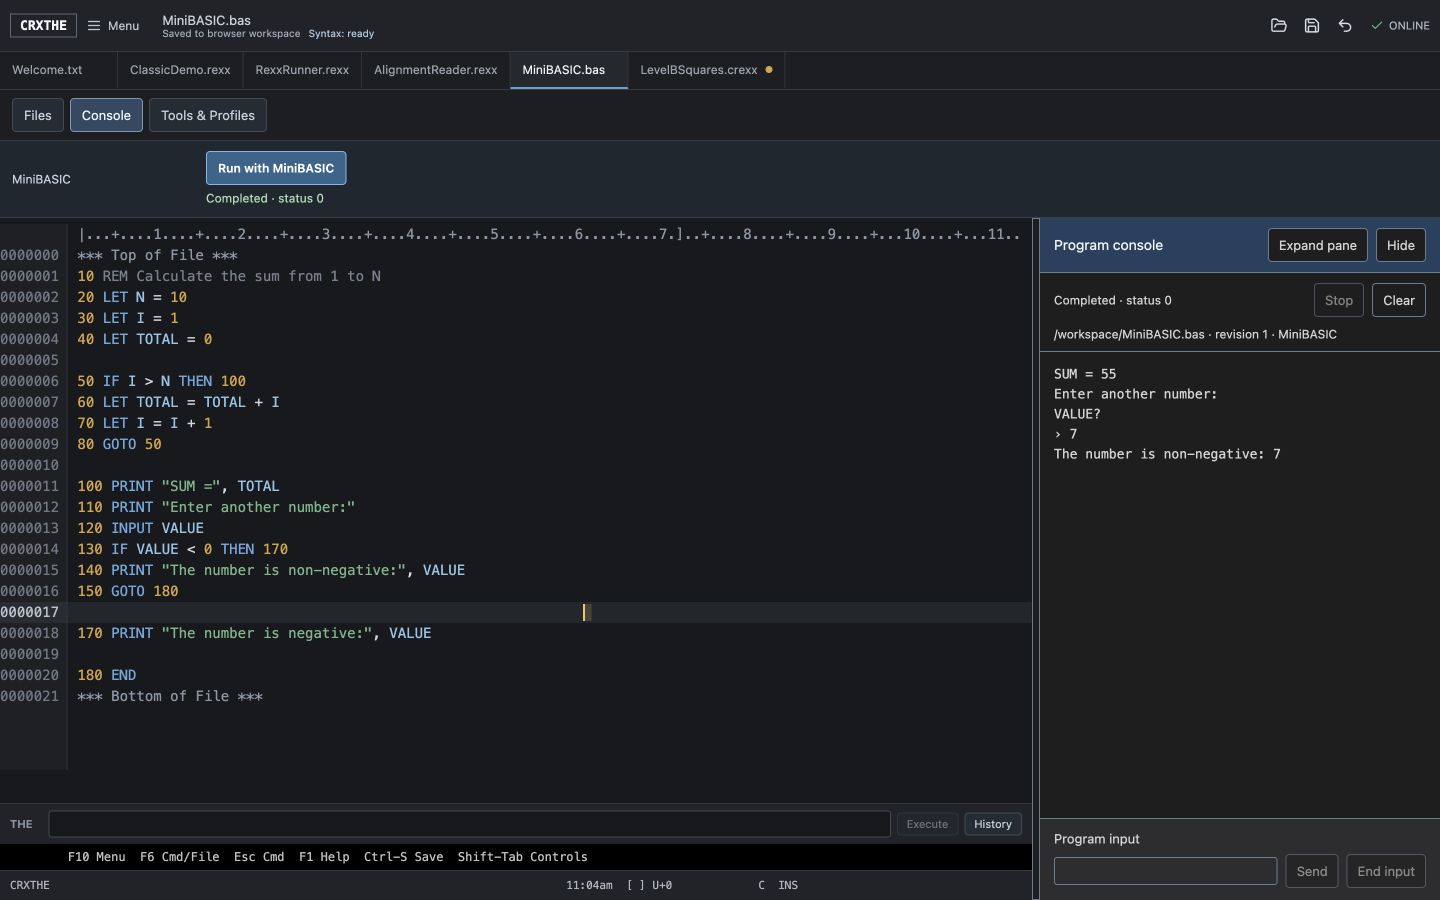 CRXTHE
Menu
MiniBASIC.bas
Saved to browser workspace Syntax: ready
ONLINE
Welcome.txt ClassicDemo.rexx RexxRunner.rexx AlignmentReader.rexx MiniBASIC.bas LevelBSquares.crexx
Files Console Tools & Profiles
MiniBASIC
Run with MiniBASIC
Completed · status 0
|...+....1....+....2....+....3....+....4....+....5....+....6....+....7.]..+....8....+....9....+...10....+...11..
0000000 *** Top of File ***
0000001 10 REM Calculate the sum from 1 to N
0000002 20 LET N = 10
0000003 30 LET I = 1
0000004 40 LET TOTAL = 0
0000005
0000006 50 IF I > N THEN 100
0000007 60 LET TOTAL = TOTAL + I
0000008 70 LET I = I + 1
0000009 80 GOTO 50
0000010
0000011 100 PRINT "SUM =", TOTAL
0000012 110 PRINT "Enter another number:"
0000013 120 INPUT VALUE
0000014 130 IF VALUE < 0 THEN 170
0000015 140 PRINT "The number is non-negative:", VALUE
0000016 150 GOTO 180
0000017
0000018 170 PRINT "The number is negative:", VALUE
0000019
0000020 180 END
0000021 *** Bottom of File ***
Program console
Expand pane Hide
Completed · status 0
Stop Clear
/workspace/MiniBASIC.bas · revision 1 · MiniBASIC
SUM = 55
Enter another number:
VALUE?
› 7
The number is non-negative: 7
Program input
Send End input
THE
Execute History
F10 Menu F6 Cmd/File Esc Cmd F1 Help Ctrl-S Save Shift-Tab Controls
CRXTHE 11:04am [ ] U+0 C INS